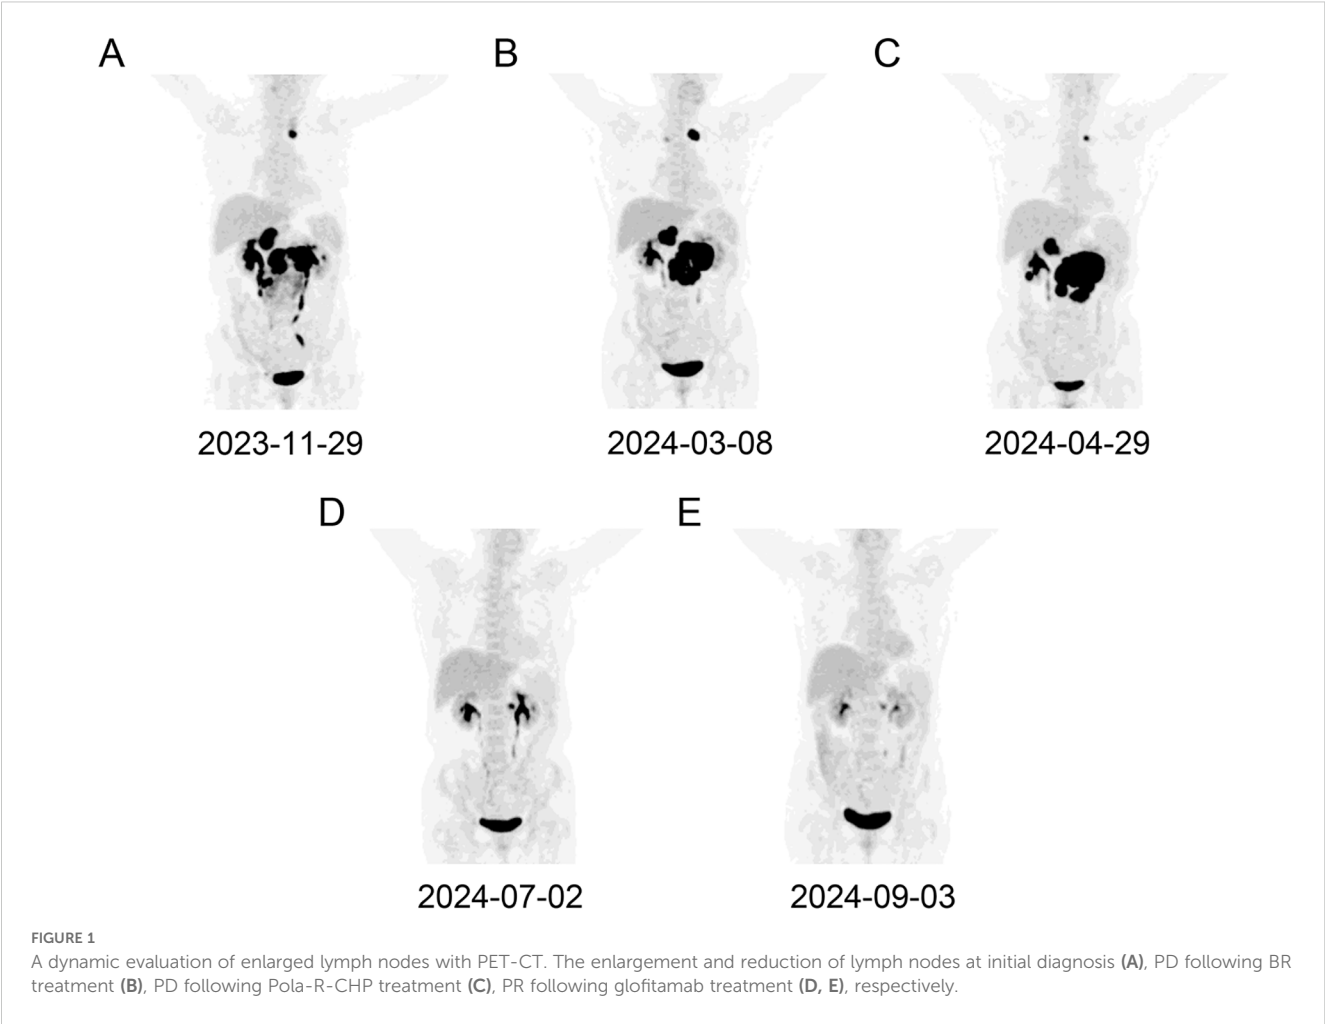 A
B
C
2023-11-29
2024-03-08
2024-04-29
D
E
2024-07-02
2024-09-03
FIGURE 1
A dynamic evaluation of enlarged lymph nodes with PET-CT. The enlargement and reduction of lymph nodes at initial diagnosis (A), PD following BR
treatment (B), PD following Pola-R-CHP treatment (C), PR following glofitamab treatment (D, E), respectively.